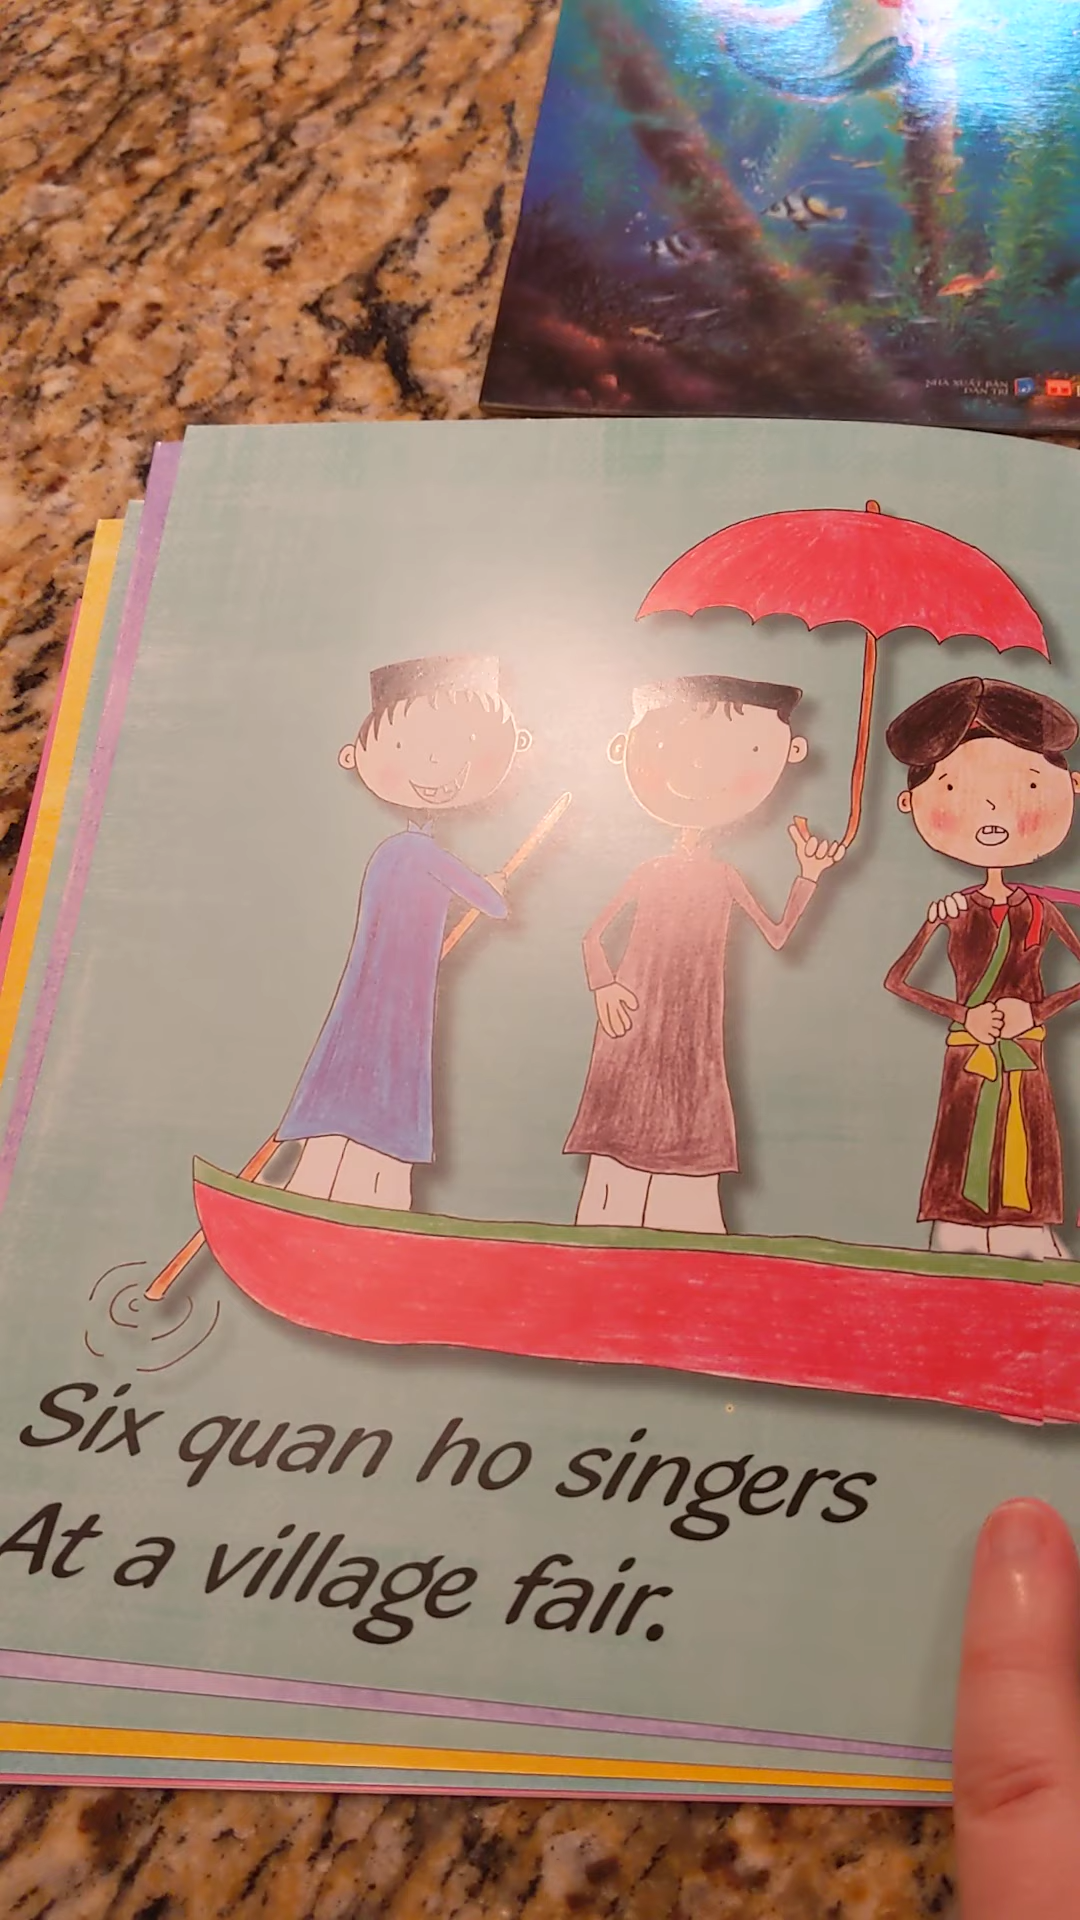 NHÀ XUẤT BẢN
DÂN TRÍ
Six quan ho singers
At a village fair.